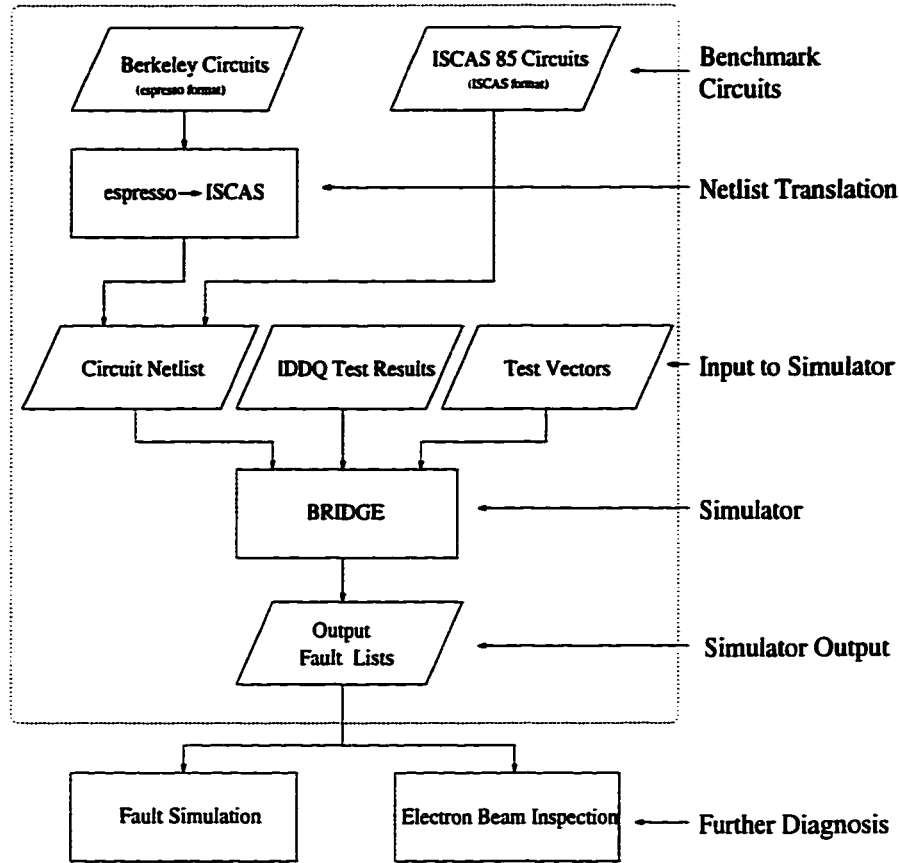 Berkeley Circuits
(espresso format)
ISCAS 85 Circuits
(ISCAS format)
Benchmark
Circuits
espresso → ISCAS
Netlist Translation
Circuit Netlist
IDDQ Test Results
Test Vectors
Input to Simulator
BRIDGE
Simulator
Output
Fault Lists
Simulator Output
Fault Simulation
Electron Beam Inspection
Further Diagnosis